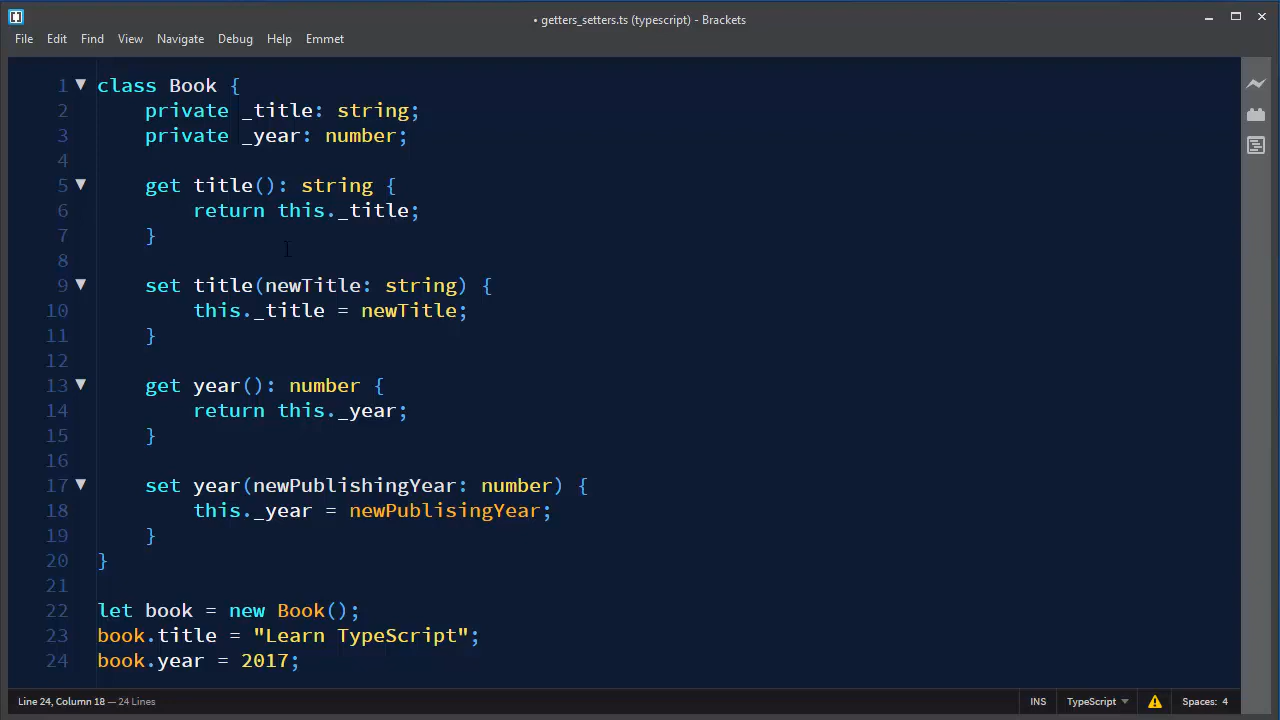 • getters_setters.ts (typescript) - Brackets
File Edit Find View Navigate Debug Help Emmet
1 class Book {
2 private _title: string;
3 private _year: number;
4
5 get title(): string {
6 return this._title;
7 }
8
9 set title(newTitle: string) {
10 this._title = newTitle;
11 }
12
13 get year(): number {
14 return this._year;
15 }
16
17 set year(newPublishingYear: number) {
18 this._year = newPublisingYear;
19 }
20 }
21
22 let book = new Book();
23 book.title = "Learn TypeScript";
24 book.year = 2017;
Line 24, Column 18 — 24 Lines INS TypeScript Spaces: 4